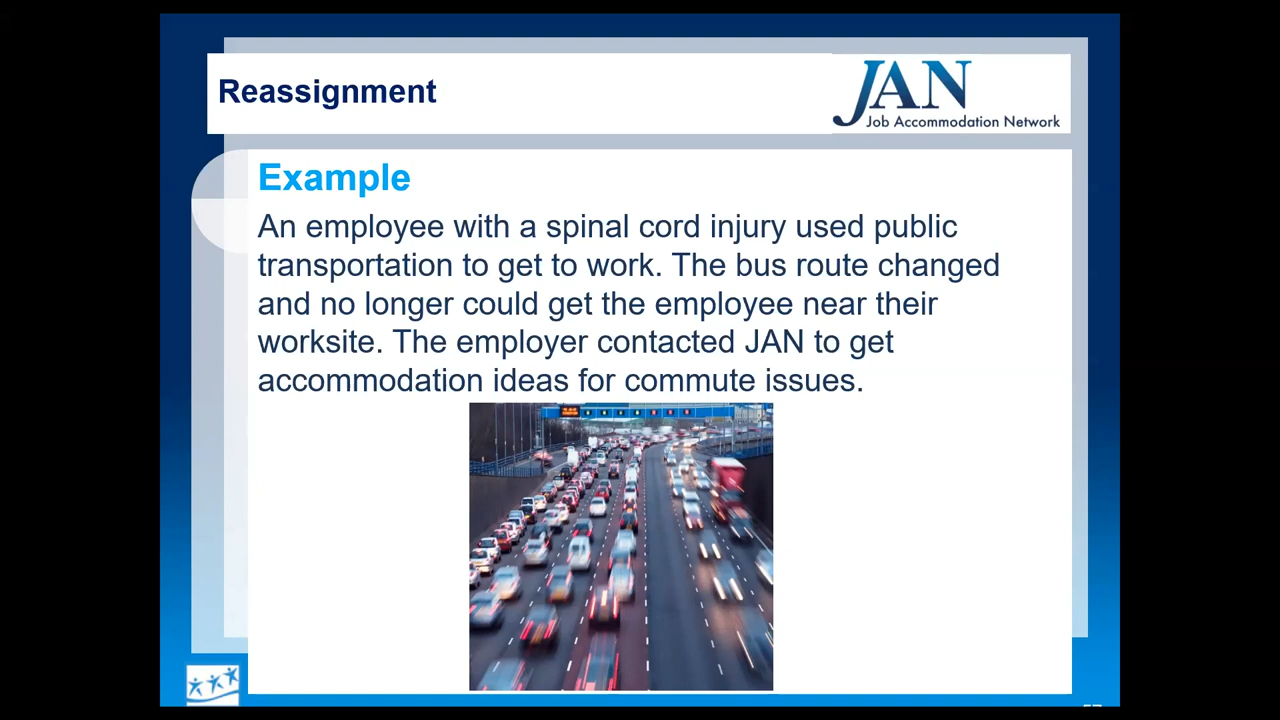 Reassignment
JAN
Job Accommodation Network
Example
An employee with a spinal cord injury used public
transportation to get to work. The bus route changed
and no longer could get the employee near their
worksite. The employer contacted JAN to get
accommodation ideas for commute issues.